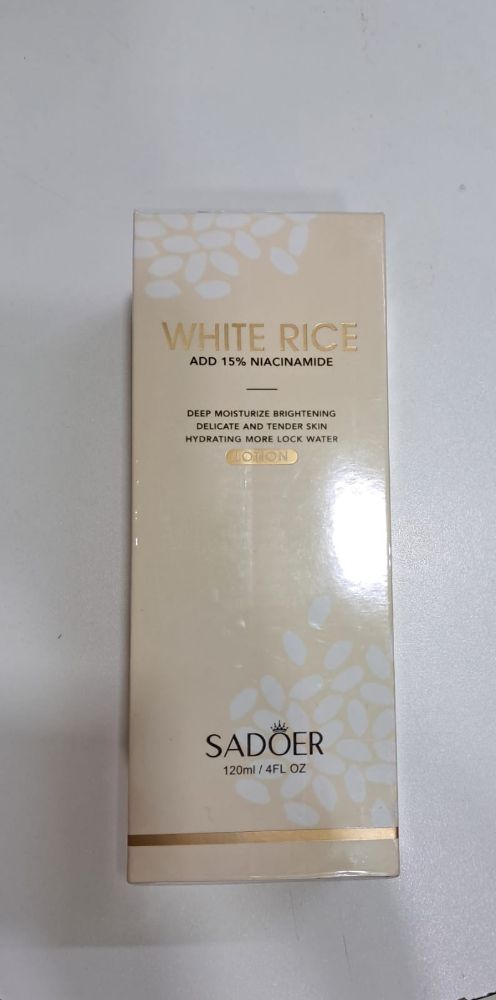 WHITE RICE
ADD 15% NIACINAMIDE
DEEP MOISTURIZE BRIGHTENING
DELICATE AND TENDER SKIN
HYDRATING MORE LOCK WATER
LOTION
SADOER
120ml / 4FL OZ